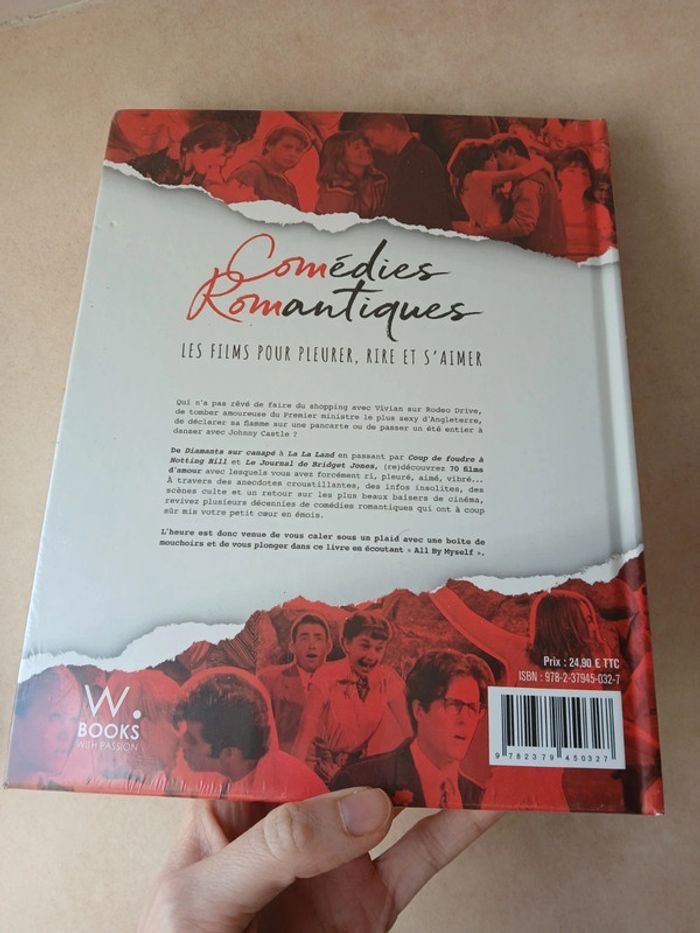 Comédies
Romantiques
LES FILMS POUR PLEURER, RIRE ET S'AIMER
Qui n'a pas rêvé de faire du shopping avec Vivian sur Rodeo Drive,
de tomber amoureuse du Premier ministre le plus sexy d'Angleterre,
de déclarer sa flamme sur une pancarte ou de passer un été entier à
danser avec Johnny Castle ?
De Diamants sur canapé à La La Land en passant par Coup de foudre à
Notting Hill et Le Journal de Bridget Jones, (re)découvrez 70 films
d'amour avec lesquels vous avez forcément ri, pleuré, aimé, vibré...
À travers des anecdotes croustillantes, des infos insolites, des
scènes culte et un retour sur les plus beaux baisers de cinéma,
revivez plusieurs décennies de comédies romantiques qui ont à coup
sûr mis votre petit cœur en émois.
L'heure est donc venue de vous caler sous un plaid avec une boîte de
mouchoirs et de vous plonger dans ce livre en écoutant « All By Myself ».
Prix : 24,90 € TTC
ISBN : 978-2-37945-032-7
W.
BOOKS
WITH PASSION
9 782379 450327